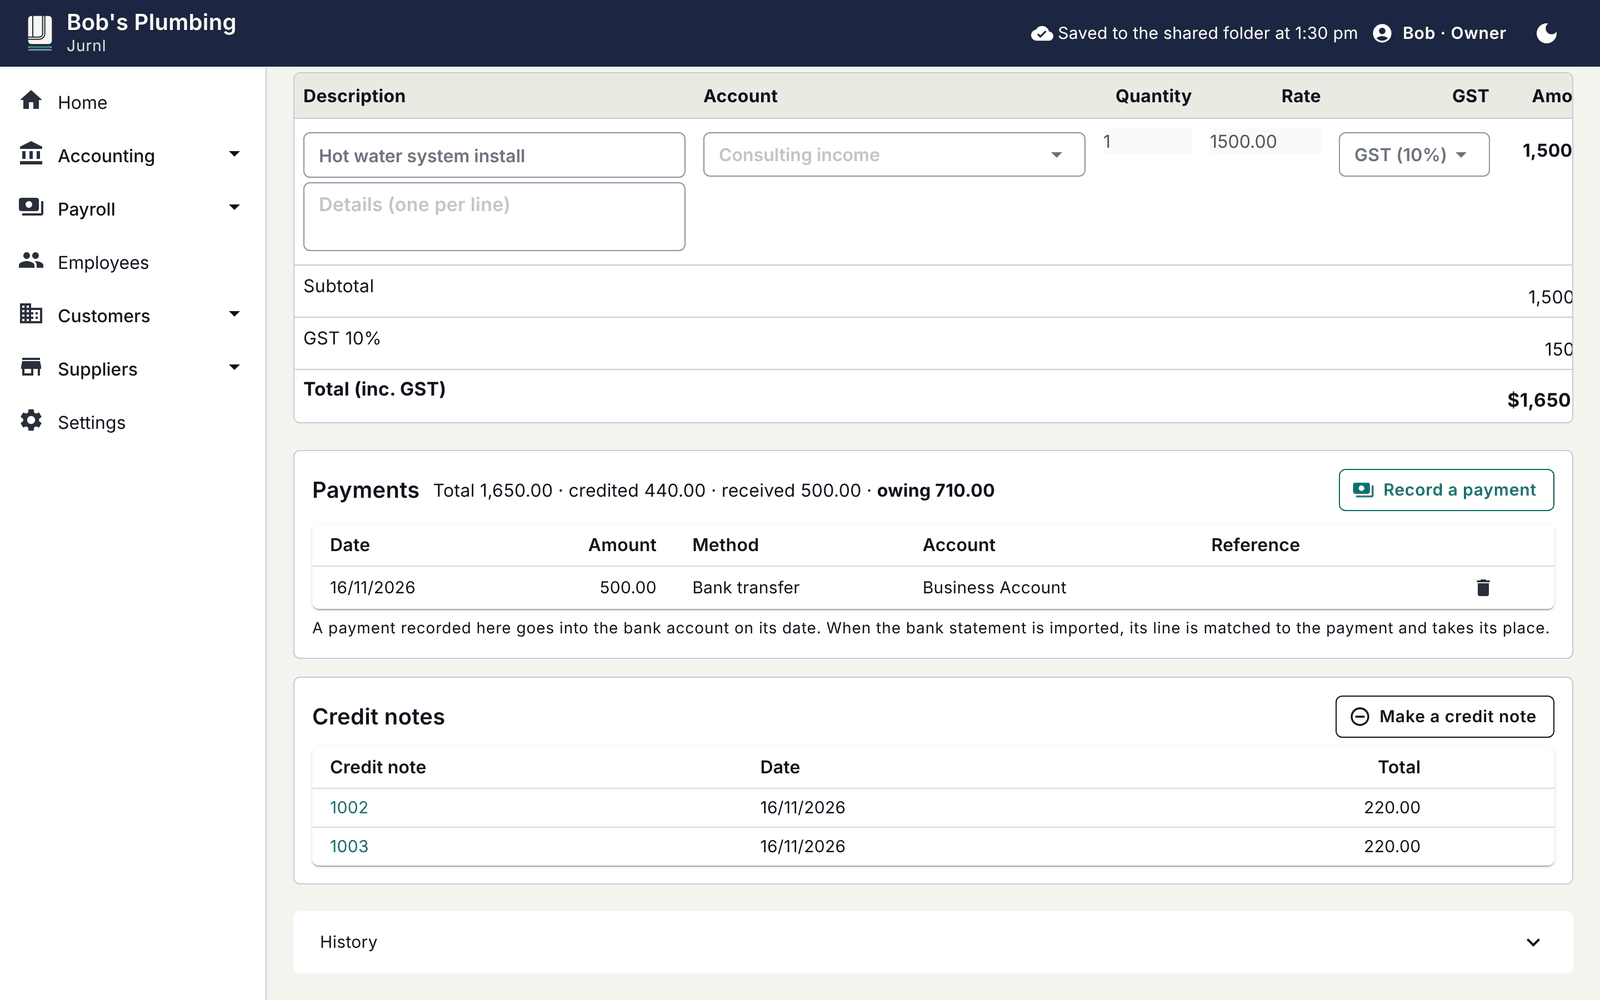 Bob's Plumbing
Jurnl
Saved to the shared folder at 1:30 pm
Bob · Owner
Home
Accounting
Payroll
Employees
Customers
Suppliers
Settings
Description Account Quantity Rate GST Amo
Hot water system install Consulting income 1 1500.00 GST (10%) 1,500
Details (one per line)
Subtotal 1,500
GST 10% 150
Total (inc. GST) $1,650
Payments Total 1,650.00 · credited 440.00 · received 500.00 · owing 710.00 Record a payment
Date Amount Method Account Reference
16/11/2026 500.00 Bank transfer Business Account
A payment recorded here goes into the bank account on its date. When the bank statement is imported, its line is matched to the payment and takes its place.
Credit notes Make a credit note
Credit note Date Total
1002 16/11/2026 220.00
1003 16/11/2026 220.00
History